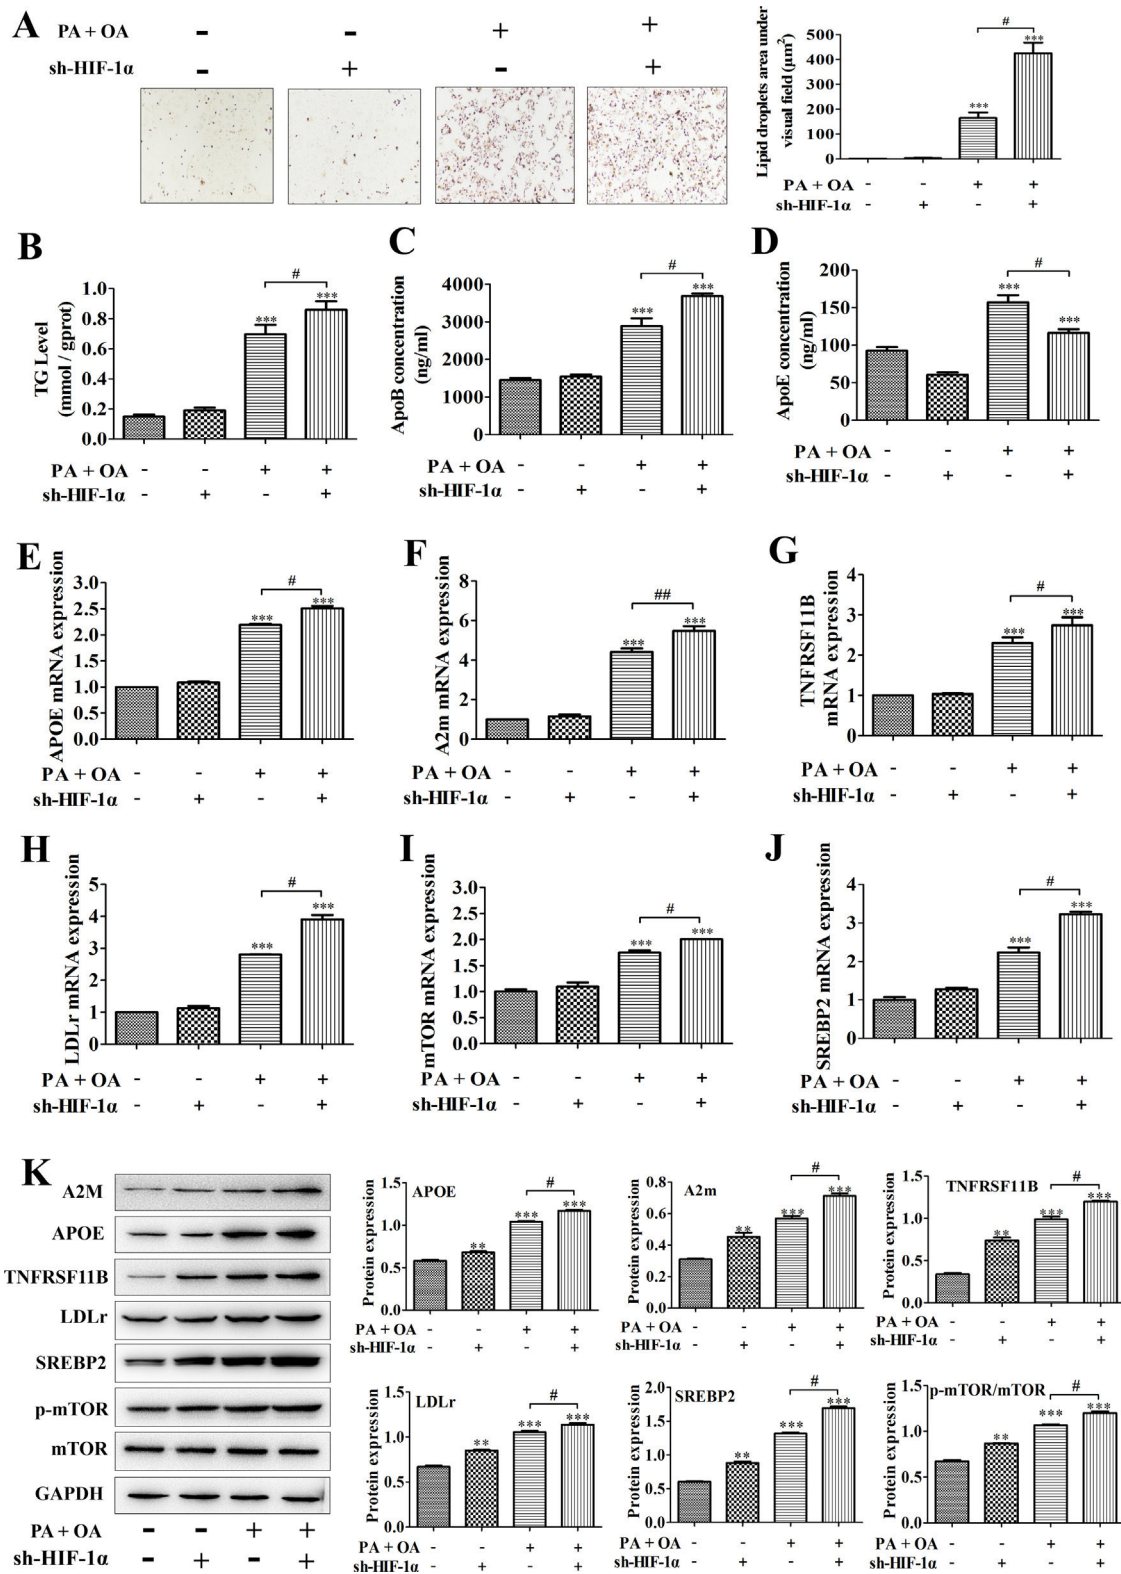 A
PA + OA - - + +
sh-HIF-1α - + - +
Lipid droplets area under
visual field (μm²)
500
400
300
200
100
0
***
***
#
PA + OA - - + +
sh-HIF-1α - + - +
B
TG Level
(mmol / gprot)
1.0
0.8
0.6
0.4
0.2
0.0
***
***
#
PA + OA - - + +
sh-HIF-1α - + - +
C
ApoB concentration
(ng/ml)
4000
3000
2000
1000
0
***
***
#
PA + OA - - + +
sh-HIF-1α - + - +
D
ApoE concentration
(ng/ml)
200
150
100
50
0
***
***
#
PA + OA - - + +
sh-HIF-1α - + - +
E
APOE mRNA expression
3.0
2.5
2.0
1.5
1.0
0.5
0.0
***
***
#
PA + OA - - + +
sh-HIF-1α - + - +
F
A2m mRNA expression
8
6
4
2
0
***
***
##
PA + OA - - + +
sh-HIF-1α - + - +
G
TNFRSF11B
mRNA expression
4
3
2
1
0
***
***
#
PA + OA - - + +
sh-HIF-1α - + - +
H
LDLr mRNA expression
5
4
3
2
1
0
***
***
#
PA + OA - - + +
sh-HIF-1α - + - +
I
mTOR mRNA expression
3.0
2.5
2.0
1.5
1.0
0.5
0.0
***
***
#
PA + OA - - + +
sh-HIF-1α - + - +
J
SREBP2 mRNA expression
4
3
2
1
0
***
***
#
PA + OA - - + +
sh-HIF-1α - + - +
K
A2M
APOE
TNFRSF11B
LDLr
SREBP2
p-mTOR
mTOR
GAPDH
PA + OA - - + +
sh-HIF-1α - + - +
APOE
Protein expression
1.5
1.0
0.5
0.0
**
***
***
#
PA + OA - - + +
sh-HIF-1α - + - +
A2m
Protein expression
0.8
0.6
0.4
0.2
0.0
**
***
***
#
PA + OA - - + +
sh-HIF-1α - + - +
TNFRSF11B
Protein expression
1.5
1.0
0.5
0.0
**
***
***
#
PA + OA - - + +
sh-HIF-1α - + - +
LDLr
Protein expression
1.5
1.0
0.5
0.0
**
***
***
#
PA + OA - - + +
sh-HIF-1α - + - +
SREBP2
Protein expression
2.0
1.5
1.0
0.5
0.0
**
***
***
#
PA + OA - - + +
sh-HIF-1α - + - +
p-mTOR/mTOR
Protein expression
1.5
1.0
0.5
0.0
**
***
***
#
PA + OA - - + +
sh-HIF-1α - + - +